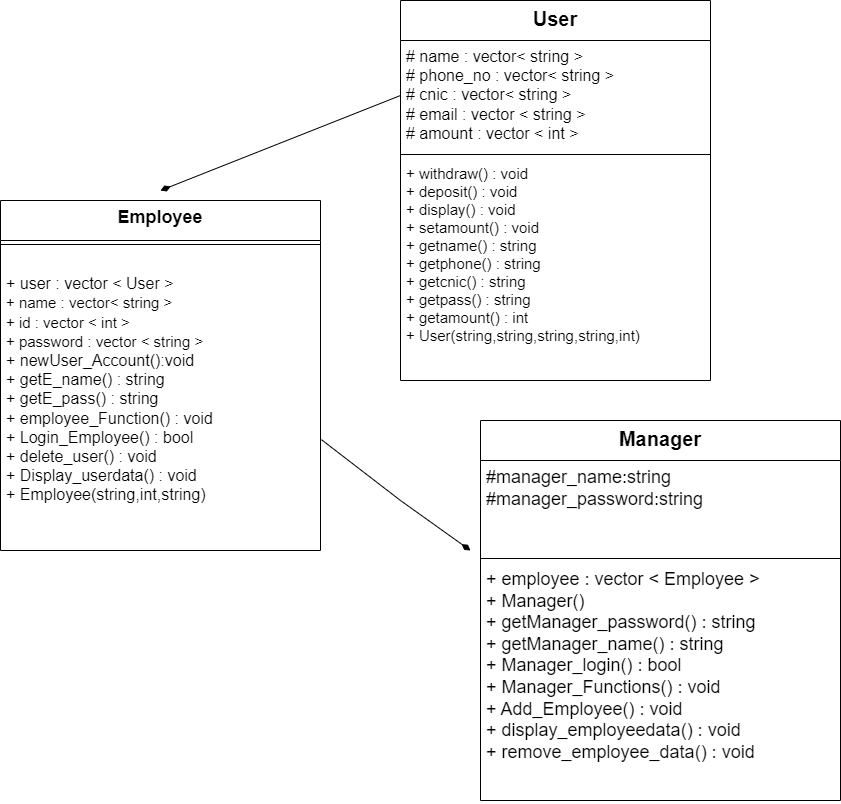 User
# name : vector< string >
# phone_no : vector< string >
# cnic : vector< string >
# email : vector < string >
# amount : vector < int >
+ withdraw() : void
+ deposit() : void
+ display() : void
+ setamount() : void
+ getname() : string
+ getphone() : string
+ getcnic() : string
+ getpass() : string
+ getamount() : int
+ User(string,string,string,string,int)
Employee
+ user : vector < User >
+ name : vector< string >
+ id : vector < int >
+ password : vector < string >
+ newUser_Account():void
+ getE_name() : string
+ getE_pass() : string
+ employee_Function() : void
+ Login_Employee() : bool
+ delete_user() : void
+ Display_userdata() : void
+ Employee(string,int,string)
Manager
#manager_name:string
#manager_password:string
+ employee : vector < Employee >
+ Manager()
+ getManager_password() : string
+ getManager_name() : string
+ Manager_login() : bool
+ Manager_Functions() : void
+ Add_Employee() : void
+ display_employeedata() : void
+ remove_employee_data() : void